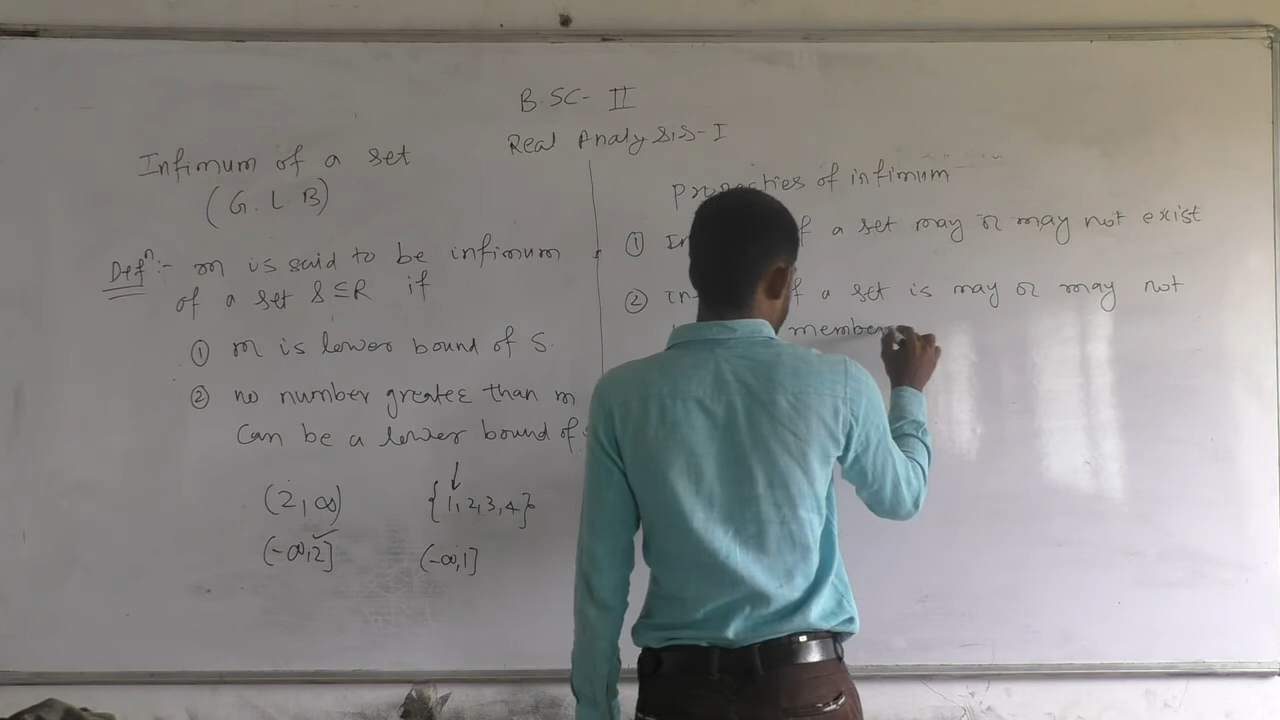 B.SC- II
Real Analysis-I
Infimum of a set
(G. L. B)
Defⁿ:- m is said to be infimum
of a set S ⊆ R if
① m is lower bound of S.
② no number greater than m
Can be a lower bound of
(2, ∞) {1, 2, 3, 4}
(-∞, 2] (-∞, 1]
Properties of infimum
① f a set may or may not exist
② f a set is may or may not
member